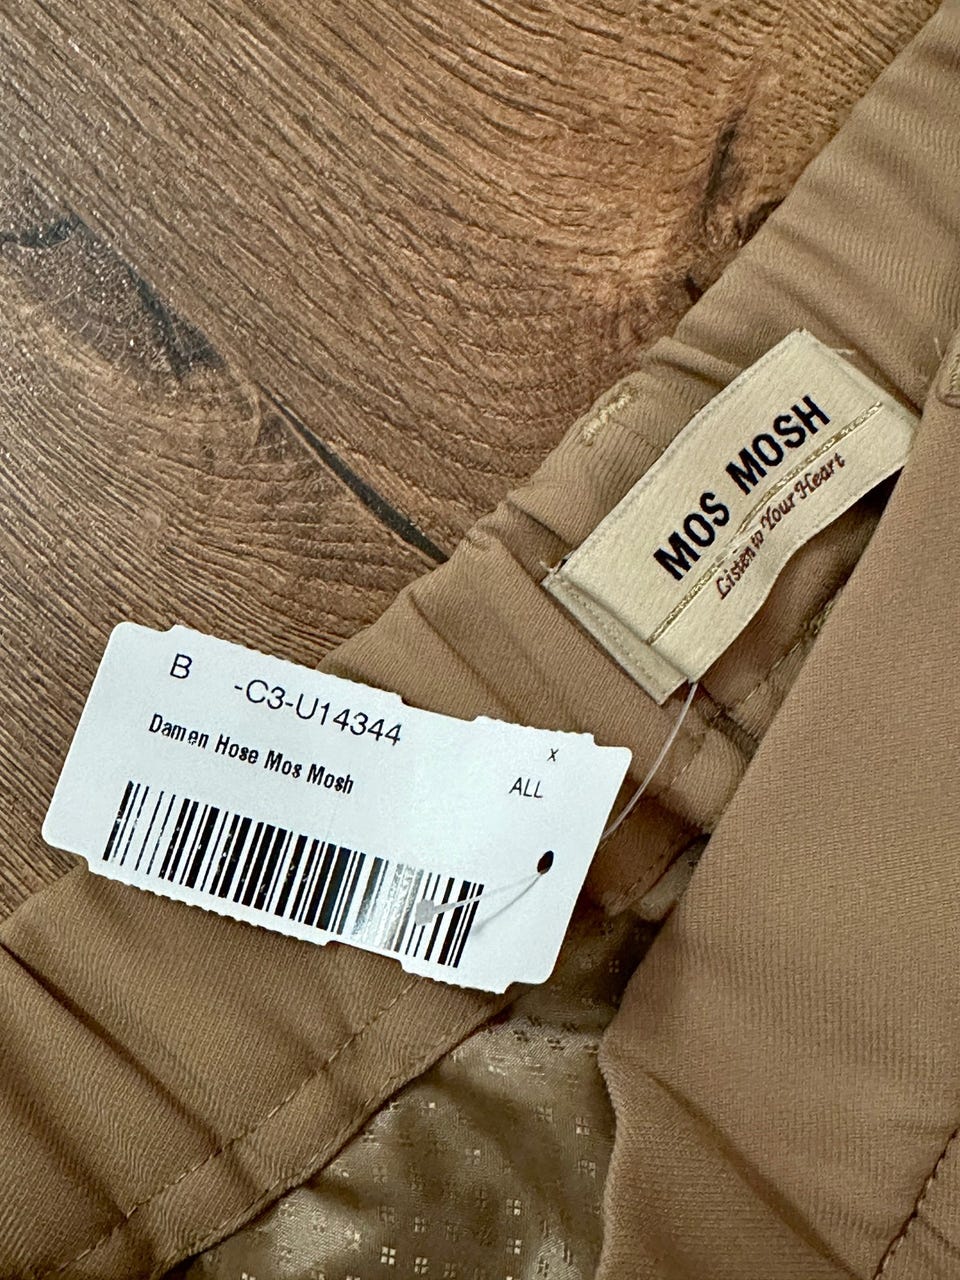 MOS MOSH
Listen to Your Heart
B -C3-U14344
Damen Hose Mos Mosh
x
ALL